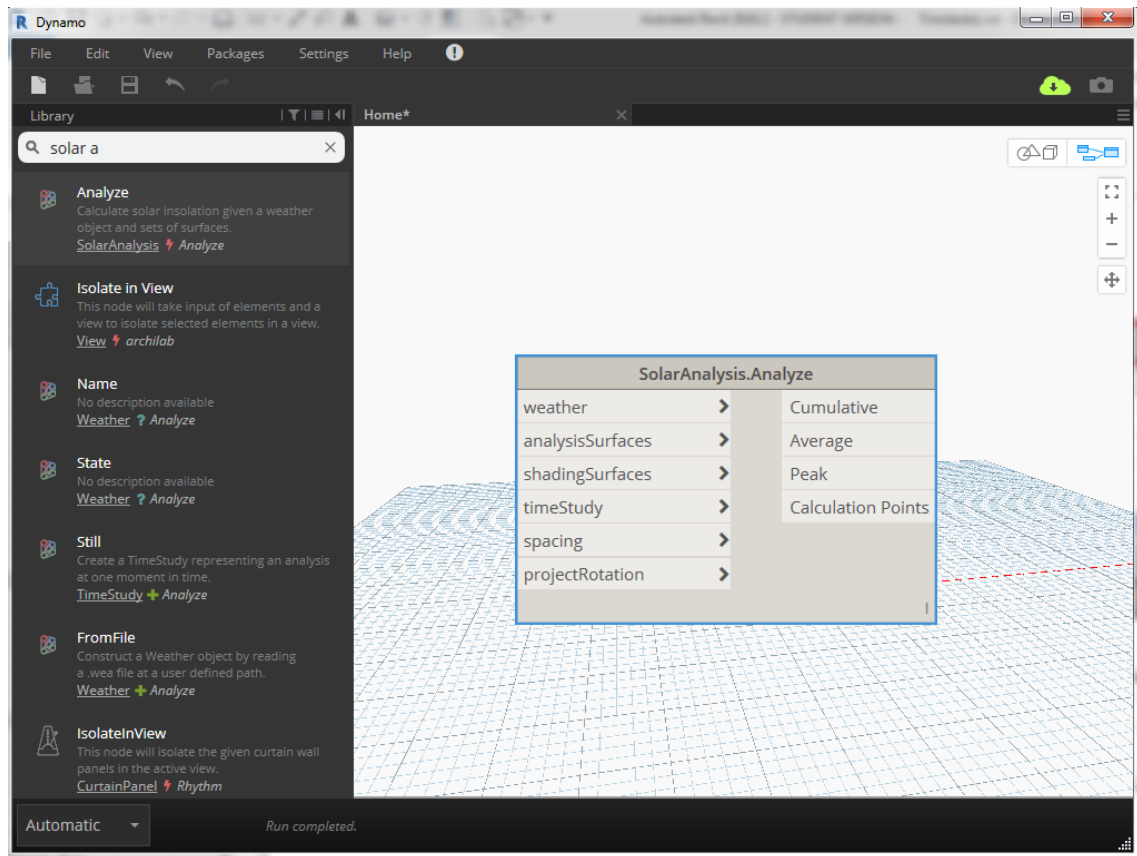 Dynamo
File Edit View Packages Settings Help
Library
Home*
solar a
Analyze
Calculate solar insolation given a weather
object and sets of surfaces.
SolarAnalysis Analyze
Isolate in View
This node will take input of elements and a
view to isolate selected elements in a view.
View archilab
Name
No description available
Weather ? Analyze
State
No description available
Weather ? Analyze
Still
Create a TimeStudy representing an analysis
at one moment in time.
TimeStudy + Analyze
FromFile
Construct a Weather object by reading
a .wea file at a user defined path.
Weather + Analyze
IsolateInView
This node will isolate the given curtain wall
panels in the active view.
CurtainPanel Rhythm
SolarAnalysis.Analyze
weather Cumulative
analysisSurfaces Average
shadingSurfaces Peak
timeStudy Calculation Points
spacing
projectRotation
Automatic
Run completed.